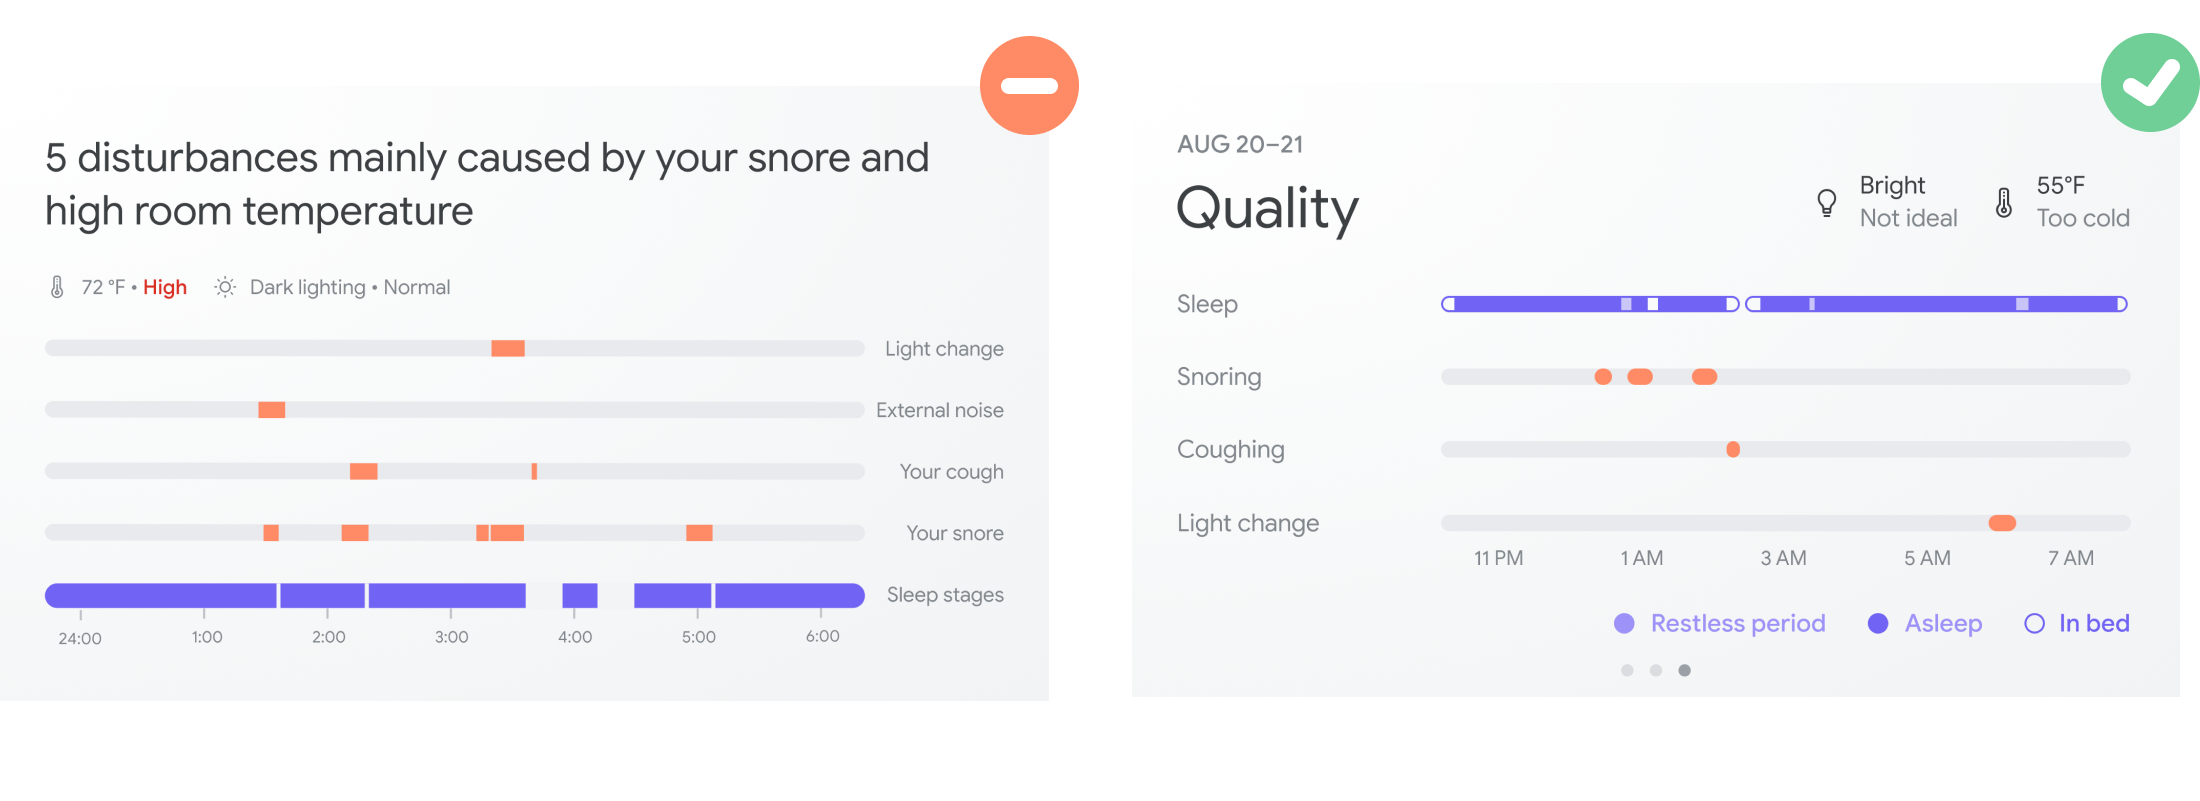 5 disturbances mainly caused by your snore and
high room temperature
72 °F • High
Dark lighting • Normal
Light change
External noise
Your cough
Your snore
Sleep stages
24:00 1:00 2:00 3:00 4:00 5:00 6:00
AUG 20–21
Quality
Bright
Not ideal
55°F
Too cold
Sleep
Snoring
Coughing
Light change
11 PM 1 AM 3 AM 5 AM 7 AM
Restless period Asleep In bed